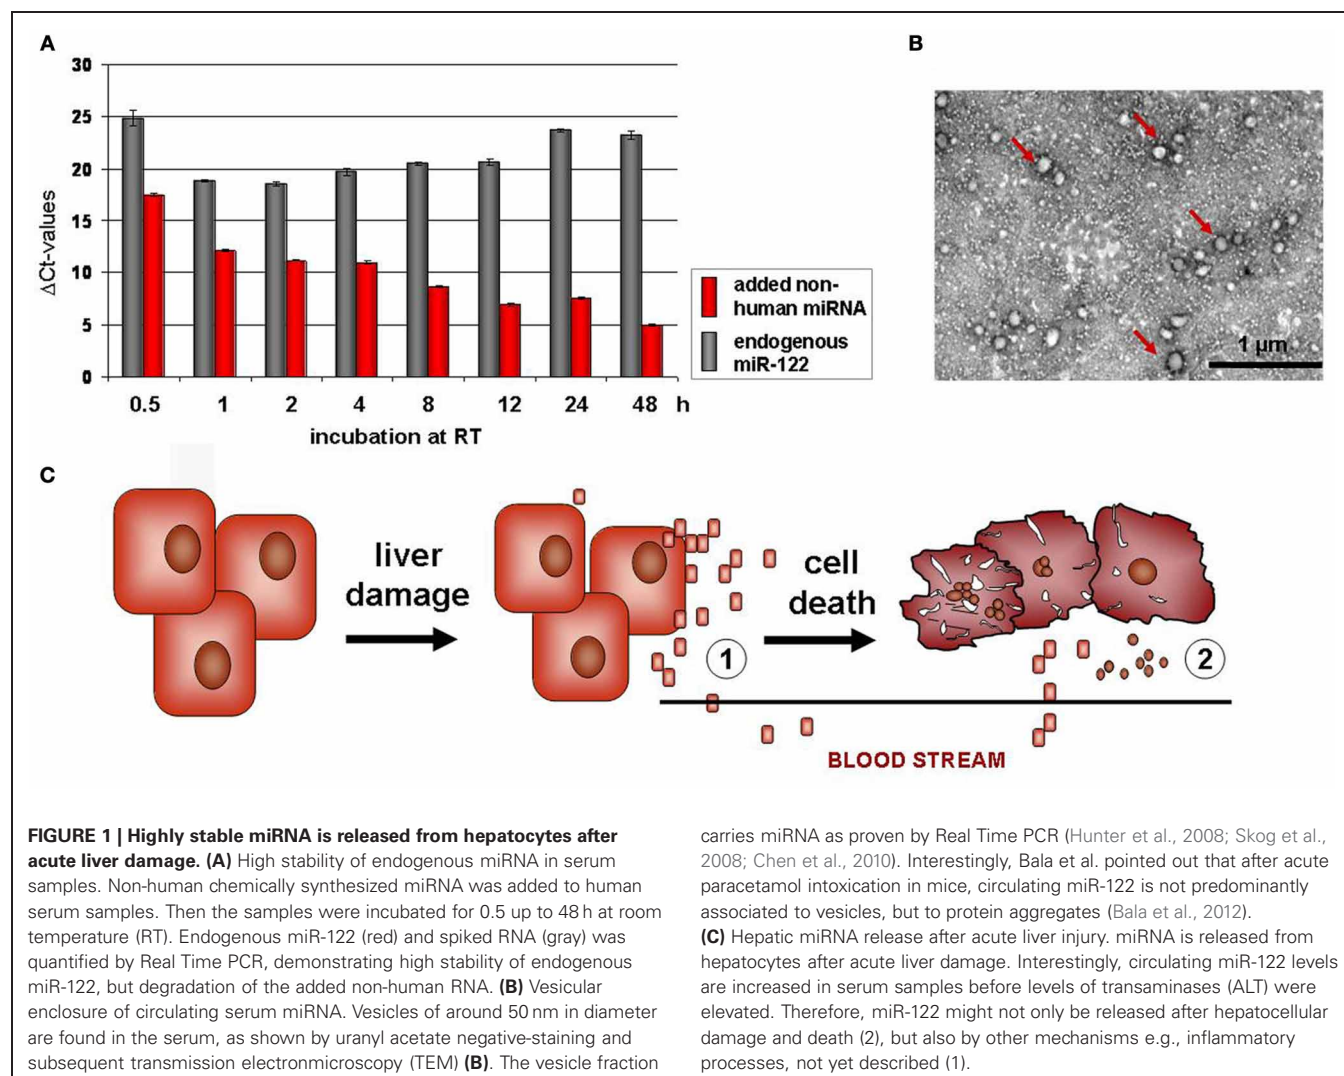 A
30
25
20
15
10
5
0
ΔCt-values
0.5 1 2 4 8 12 24 48 h
incubation at RT
added non-
human miRNA
endogenous
miR-122
B
1 µm
C
liver
damage
1
cell
death
2
BLOOD STREAM
FIGURE 1 | Highly stable miRNA is released from hepatocytes after
acute liver damage. (A) High stability of endogenous miRNA in serum
samples. Non-human chemically synthesized miRNA was added to human
serum samples. Then the samples were incubated for 0.5 up to 48 h at room
temperature (RT). Endogenous miR-122 (red) and spiked RNA (gray) was
quantified by Real Time PCR, demonstrating high stability of endogenous
miR-122, but degradation of the added non-human RNA. (B) Vesicular
enclosure of circulating serum miRNA. Vesicles of around 50 nm in diameter
are found in the serum, as shown by uranyl acetate negative-staining and
subsequent transmission electronmicroscopy (TEM) (B). The vesicle fraction
carries miRNA as proven by Real Time PCR (Hunter et al., 2008; Skog et al.,
2008; Chen et al., 2010). Interestingly, Bala et al. pointed out that after acute
paracetamol intoxication in mice, circulating miR-122 is not predominantly
associated to vesicles, but to protein aggregates (Bala et al., 2012).
(C) Hepatic miRNA release after acute liver injury. miRNA is released from
hepatocytes after acute liver damage. Interestingly, circulating miR-122 levels
are increased in serum samples before levels of transaminases (ALT) were
elevated. Therefore, miR-122 might not only be released after hepatocellular
damage and death (2), but also by other mechanisms e.g., inflammatory
processes, not yet described (1).